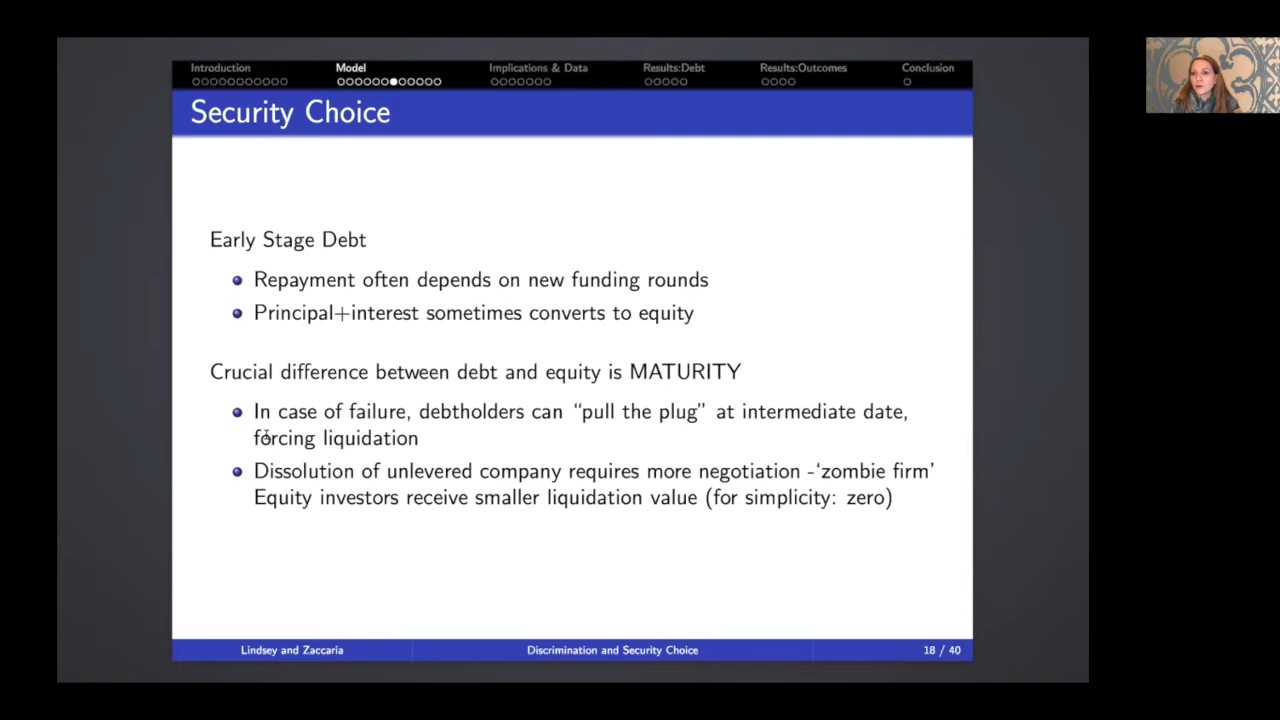 Introduction
Model
Implications & Data
Results:Debt
Results:Outcomes
Conclusion
Security Choice
Early Stage Debt
Repayment often depends on new funding rounds
Principal+interest sometimes converts to equity
Crucial difference between debt and equity is MATURITY
In case of failure, debtholders can “pull the plug” at intermediate date,
forcing liquidation
Dissolution of unlevered company requires more negotiation -‘zombie firm’
Equity investors receive smaller liquidation value (for simplicity: zero)
Lindsey and Zaccaria
Discrimination and Security Choice
18 / 40